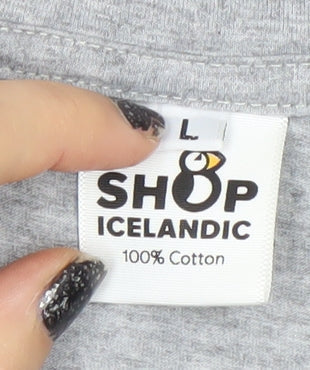 L
SHOP
ICELANDIC
100% Cotton